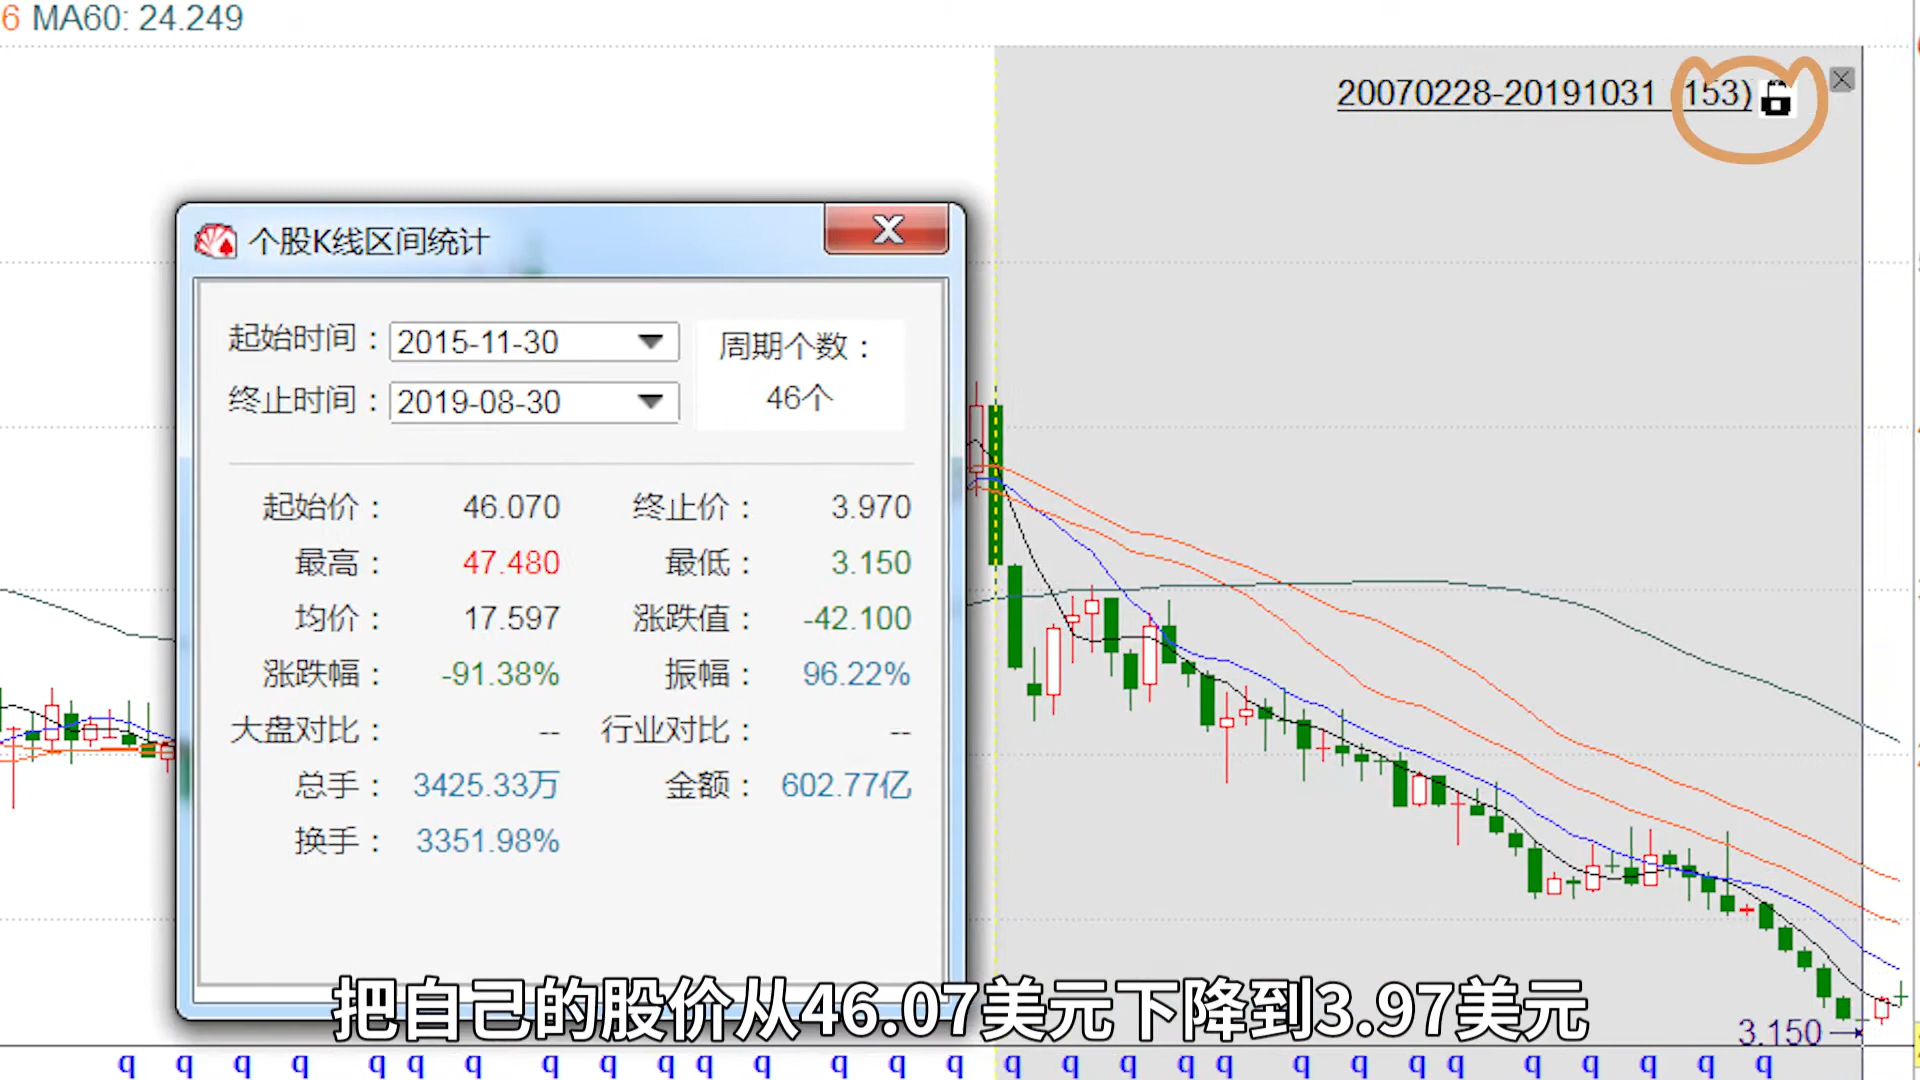 6 MA60: 24.249
20070228-20191031 (153)
个股K线区间统计
起始时间： 2015-11-30
周期个数：
46个
终止时间： 2019-08-30
起始价： 46.070 终止价： 3.970
最高： 47.480 最低： 3.150
均价： 17.597 涨跌值： -42.100
涨跌幅： -91.38% 振幅： 96.22%
大盘对比： -- 行业对比： --
总手： 3425.33万 金额： 602.77亿
换手： 3351.98%
把自己的股价从46.07美元下降到3.97美元
3.150
q q q q q q q q q q q q q q q q q q q q q q q q q q q q